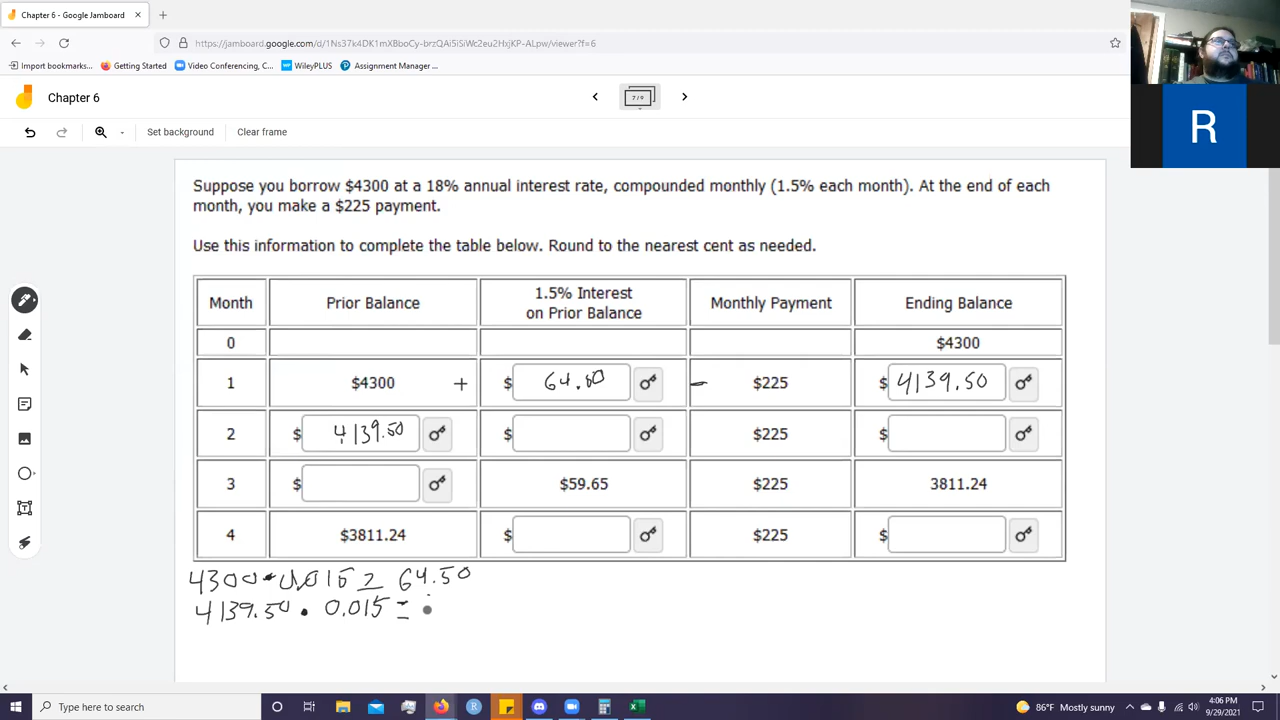 Chapter 6 - Google Jamboard
https://jamboard.google.com/d/1Ns37k4DK1mXBboCy-brzQAi5iSiWc2eu2HxjKP-ALpw/viewer?f=6
Import bookmarks... Getting Started Video Conferencing, C... WileyPLUS Assignment Manager ...
R
Chapter 6
7 / 9
Set background Clear frame
Suppose you borrow $4300 at a 18% annual interest rate, compounded monthly (1.5% each month). At the end of each
month, you make a $225 payment.
Use this information to complete the table below. Round to the nearest cent as needed.
Month Prior Balance 1.5% Interest on Prior Balance Monthly Payment Ending Balance
0 $4300
1 $4300 + $ 64.50 - $225 $ 4139.50
2 $ 4139.50 $ $225 $
3 $ $59.65 $225 3811.24
4 $3811.24 $ $225 $
4300 • 0.015 = 64.50
4139.50 • 0.015 =
Type here to search
86°F Mostly sunny
4:06 PM
9/29/2021